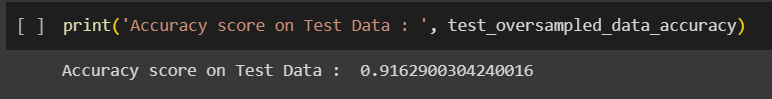 [ ] print('Accuracy score on Test Data : ', test_oversampled_data_accuracy)
Accuracy score on Test Data :  0.9162900304240016